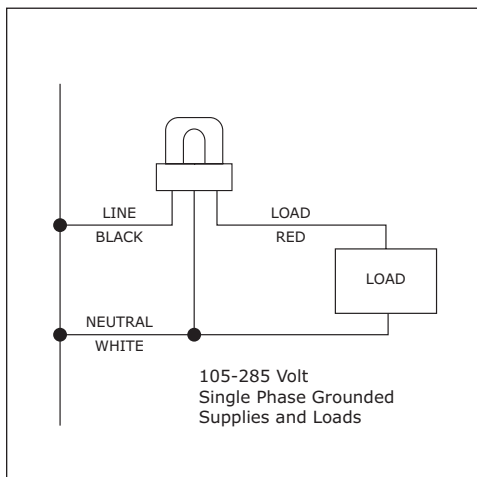 LINE
BLACK
LOAD
RED
LOAD
NEUTRAL
WHITE
105-285 Volt
Single Phase Grounded
Supplies and Loads